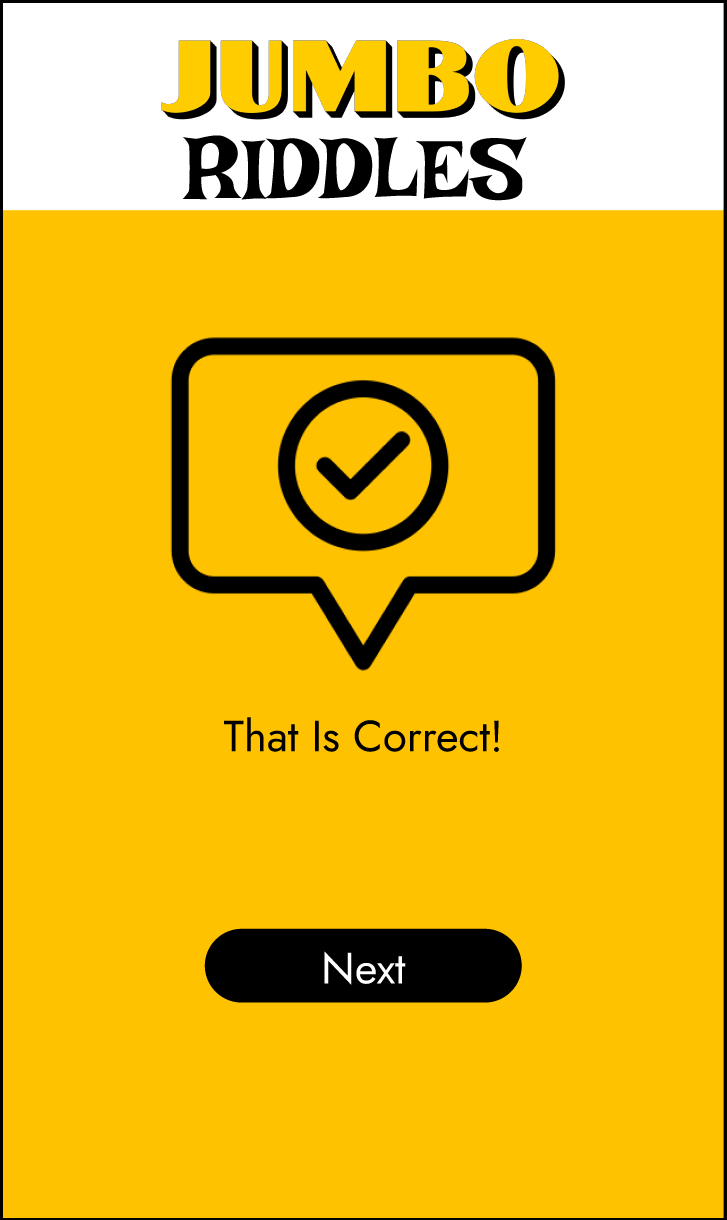 JUMBO
RIDDLES
That Is Correct!
Next